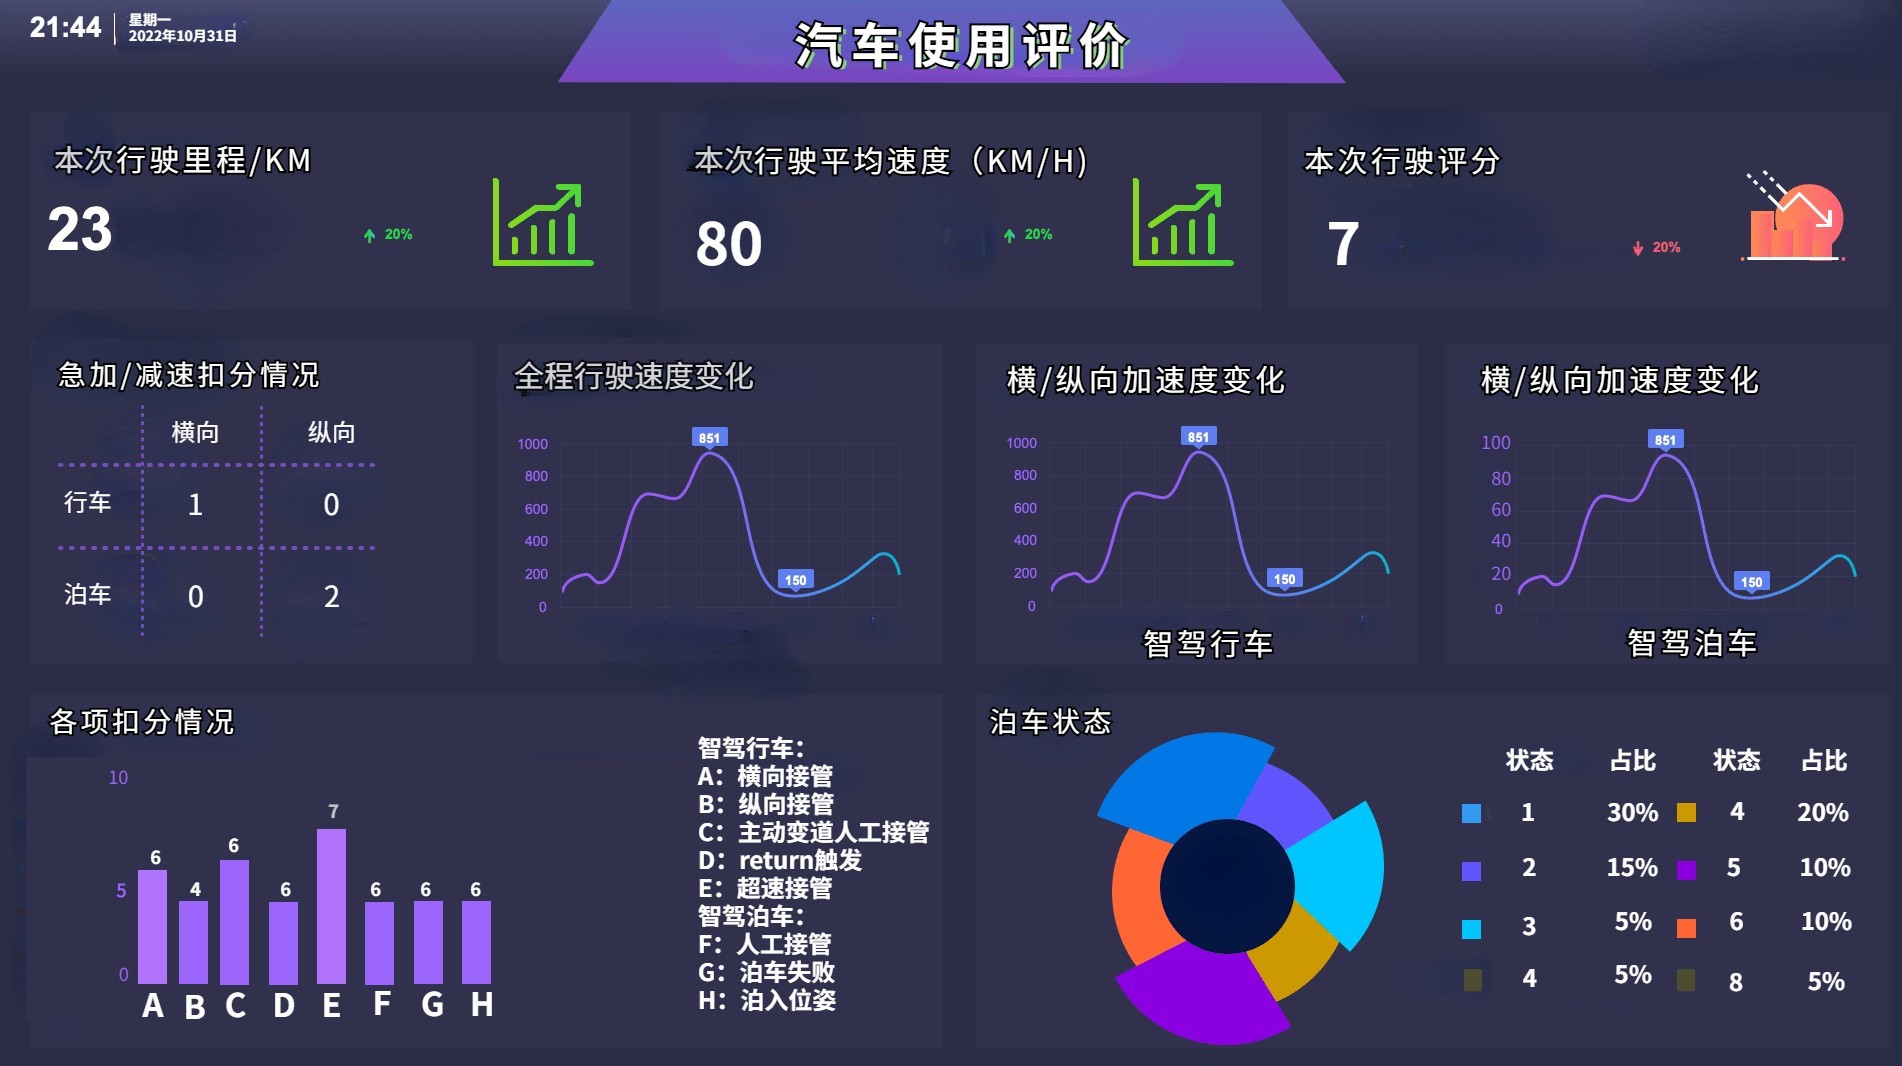 21:44
星期一
2022年10月31日
汽车使用评价
本次行驶里程/KM
23
20%
本次行驶平均速度（KM/H)
80
20%
本次行驶评分
7
20%
急加/减速扣分情况
横向 纵向
行车 1 0
泊车 0 2
全程行驶速度变化
1000
800
600
400
200
0
851
150
横/纵向加速度变化
1000
800
600
400
200
0
851
150
智驾行车
横/纵向加速度变化
100
80
60
40
20
0
851
150
智驾泊车
各项扣分情况
10
5
0
6 4 6 6 7 6 6 6
A B C D E F G H
智驾行车：
A：横向接管
B：纵向接管
C：主动变道人工接管
D：return触发
E：超速接管
智驾泊车：
F：人工接管
G：泊车失败
H：泊入位姿
泊车状态
状态 占比 状态 占比
1 30% 4 20%
2 15% 5 10%
3 5% 6 10%
4 5% 8 5%